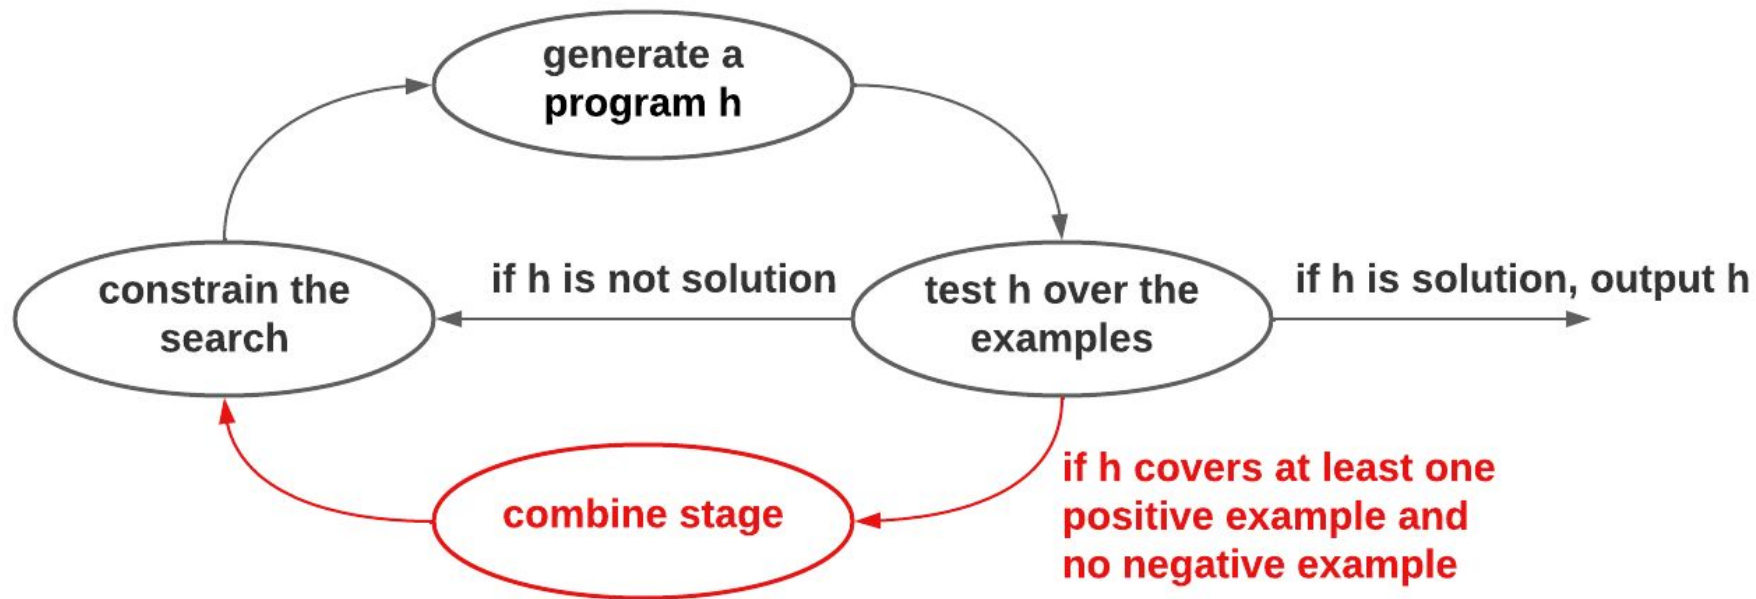 generate a
program h
constrain the
search
if h is not solution
test h over the
examples
if h is solution, output h
combine stage
if h covers at least one
positive example and
no negative example